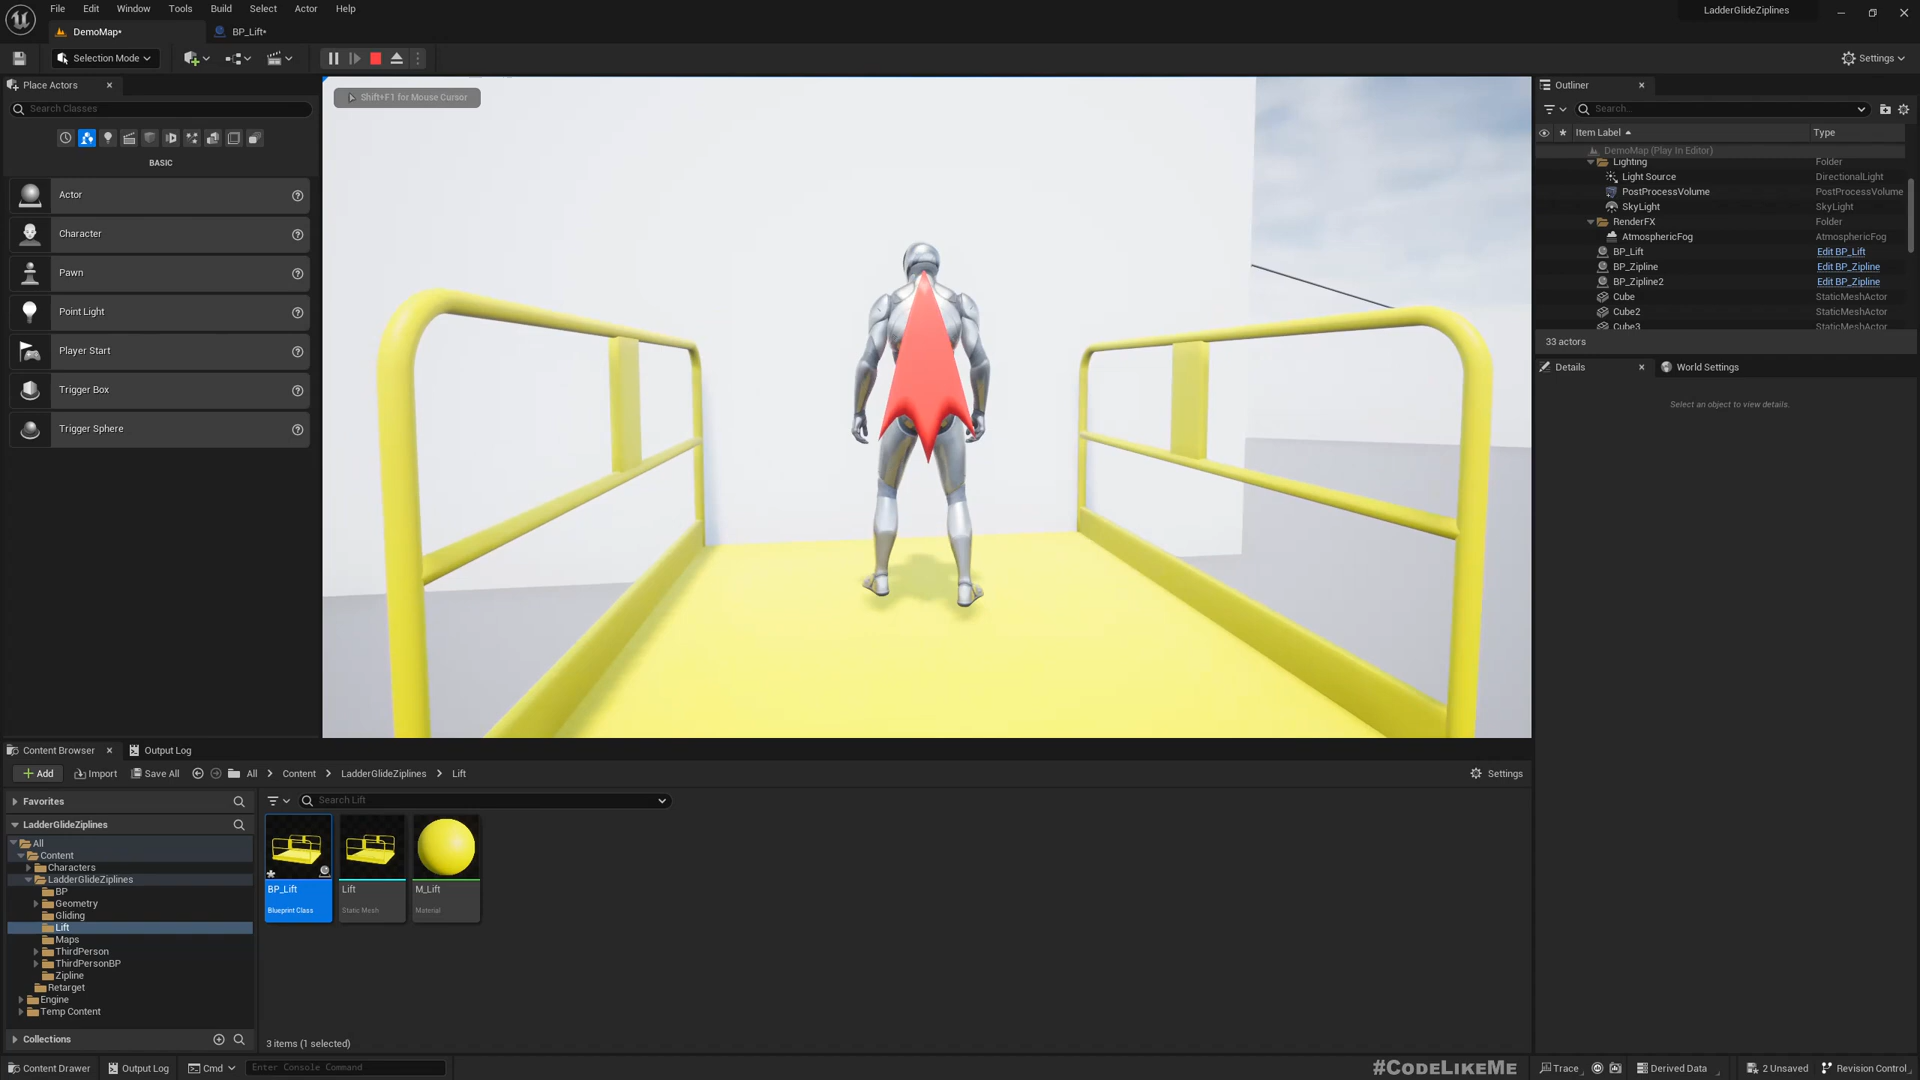 File Edit Window Tools Build Select Actor Help
LadderGlideZiplines
DemoMap*
BP_Lift*
Selection Mode
Settings
Place Actors
Search Classes
BASIC
Actor
Character
Pawn
Point Light
Player Start
Trigger Box
Trigger Sphere
Shift+F1 for Mouse Cursor
Outliner
Search...
Item Label Type
DemoMap (Play In Editor)
Lighting Folder
Light Source DirectionalLight
PostProcessVolume PostProcessVolume
SkyLight SkyLight
RenderFX Folder
AtmosphericFog AtmosphericFog
BP_Lift Edit BP_Lift
BP_Zipline Edit BP_Zipline
BP_Zipline2 Edit BP_Zipline
Cube StaticMeshActor
Cube2 StaticMeshActor
Cube3 StaticMeshActor
33 actors
Details
World Settings
Select an object to view details.
Content Browser
Output Log
Add Import Save All All Content LadderGlideZiplines Lift
Settings
Favorites
LadderGlideZiplines
All
Content
Characters
LadderGlideZiplines
BP
Geometry
Gliding
Lift
Maps
ThirdPerson
ThirdPersonBP
Zipline
Retarget
Engine
Temp Content
Collections
Search Lift
BP_Lift
Blueprint Class
Lift
Static Mesh
M_Lift
Material
3 items (1 selected)
Content Drawer Output Log Cmd Enter Console Command
#CODELIKEME
Trace Derived Data 2 Unsaved Revision Control